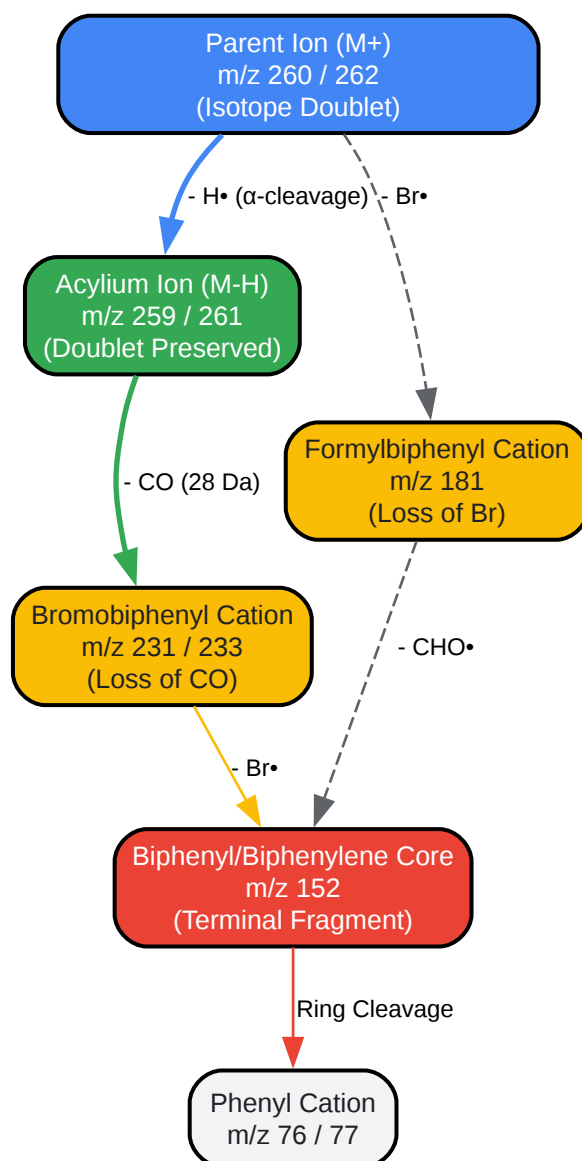 Parent Ion (M+)
m/z 260 / 262
(Isotope Doublet)
- H• (α-cleavage)
- Br•
Acylium Ion (M-H)
m/z 259 / 261
(Doublet Preserved)
- CO (28 Da)
Formylbiphenyl Cation
m/z 181
(Loss of Br)
Bromobiphenyl Cation
m/z 231 / 233
(Loss of CO)
- CHO•
- Br•
Biphenyl/Biphenylene Core
m/z 152
(Terminal Fragment)
Ring Cleavage
Phenyl Cation
m/z 76 / 77